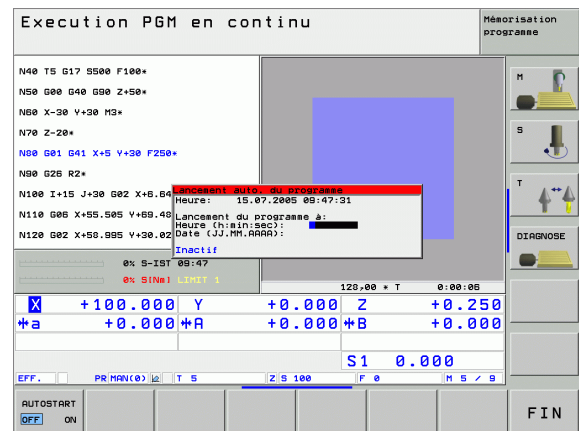 Execution PGM en continu
Mémorisation
programme
N40 T5 G17 S500 F100*
N50 G00 G40 G90 Z+50*
N60 X-30 Y+30 M3*
N70 Z-20*
N80 G01 G41 X+5 Y+30 F250*
N90 G26 R2*
N100 I+15 J+30 G02 X+6.64
N110 G06 X+55.505 Y+69.48
N120 G02 X+58.995 Y+30.02
Lancement auto. du programme
Heure: 15.07.2005 09:47:31
Lancement du programme à:
Heure (h:min:sec):
Date (JJ.MM.AAAA):
Inactif
0% S-IST 09:47
0% S[Nm] LIMIT 1
128,00 * T 0:00:06
X +100.000 Y +0.000 Z +0.250
a +0.000 A +0.000 B +0.000
S1 0.000
EFF. PR MAN(0) T 5 Z S 100 F 0 M 5 / 9
M
S
T
DIAGNOSE
AUTOSTART
OFF ON
FIN